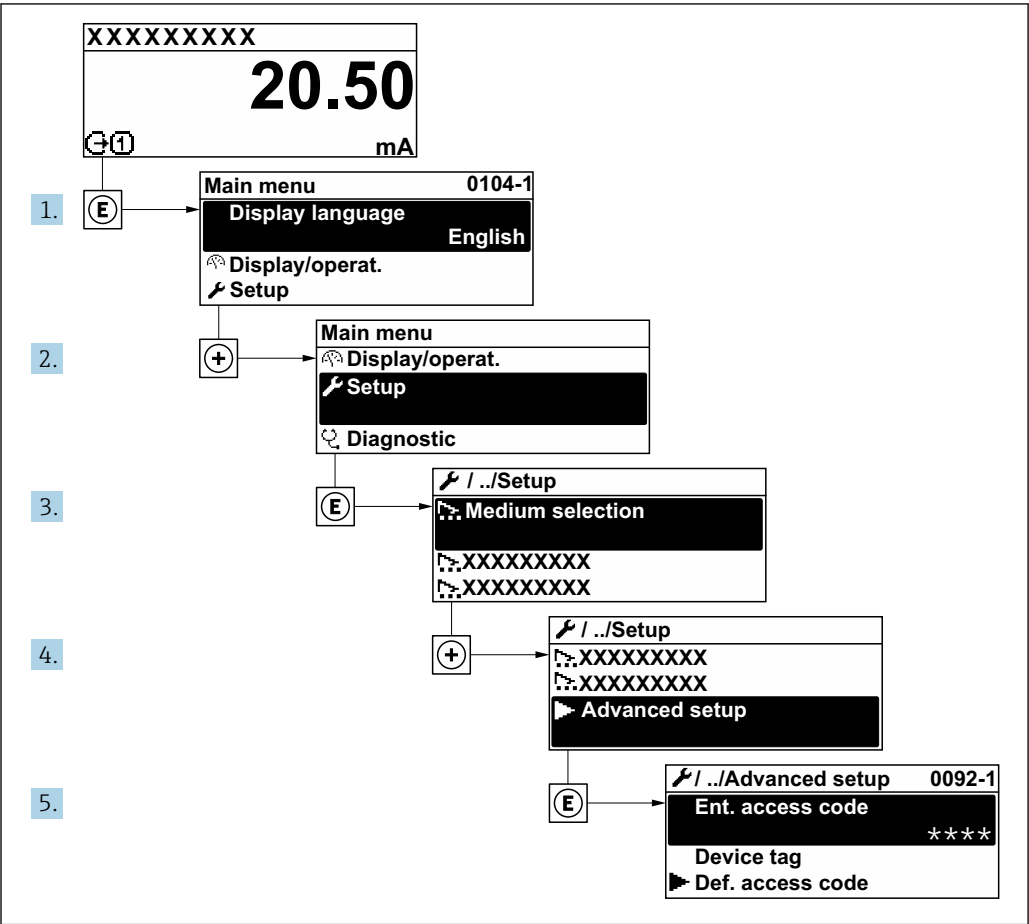 XXXXXXXXX
20.50
1 mA
1. E Main menu 0104-1
Display language
English
Display/operat.
Setup
2. + Main menu
Display/operat.
Setup
Diagnostic
3. E / ../Setup
Medium selection
XXXXXXXXX
XXXXXXXXX
4. + / ../Setup
XXXXXXXXX
XXXXXXXXX
Advanced setup
5. E / ../Advanced setup 0092-1
Ent. access code
****
Device tag
Def. access code